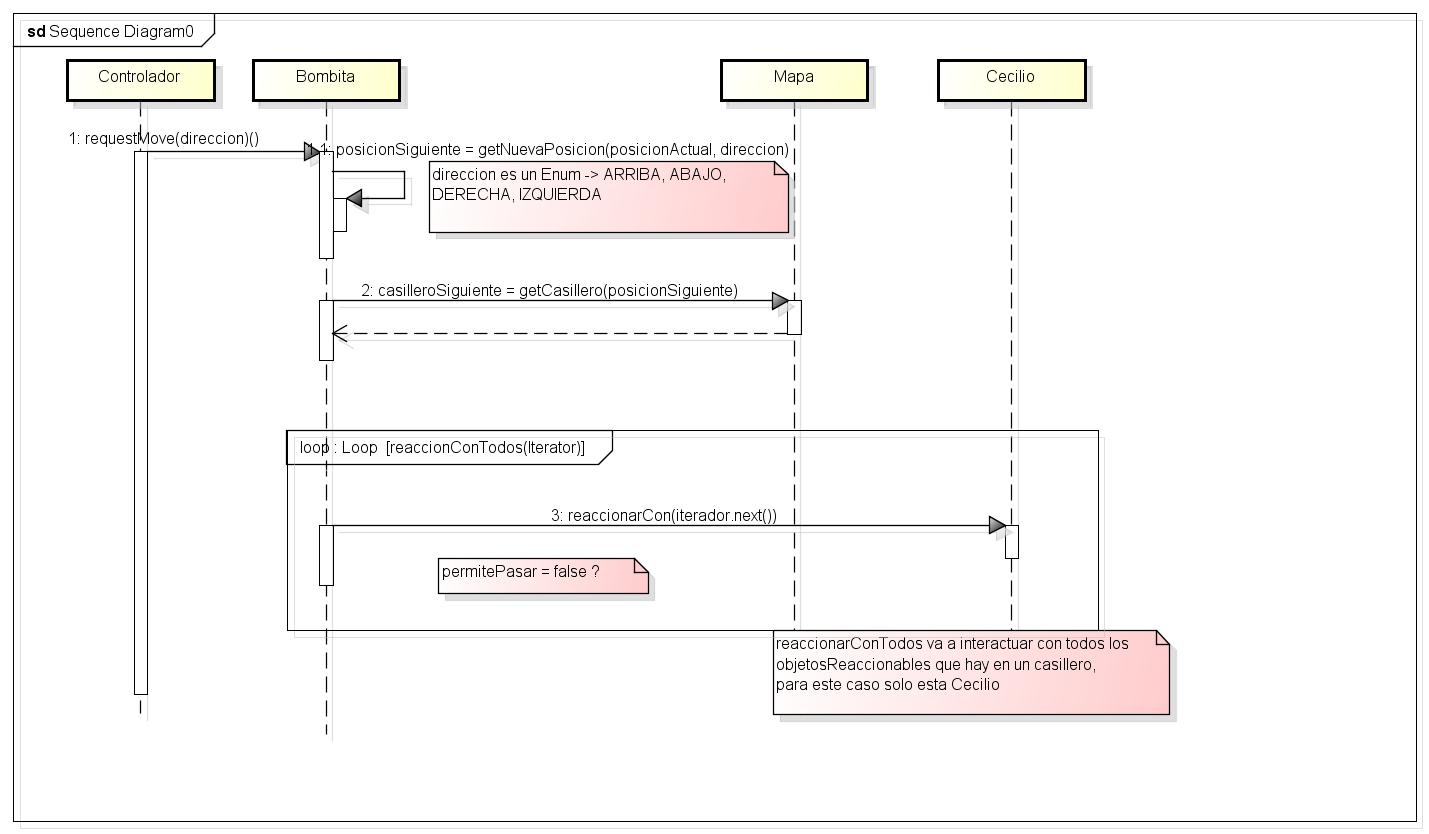 sd Sequence Diagram0
Controlador
Bombita
Mapa
Cecilio
1: requestMove(direccion)()
1.1: posicionSiguiente = getNuevaPosicion(posicionActual, direccion)
direccion es un Enum -> ARRIBA, ABAJO,
DERECHA, IZQUIERDA
2: casilleroSiguiente = getCasillero(posicionSiguiente)
loop : Loop [reaccionConTodos(Iterator)]
3: reaccionarCon(iterador.next())
permitePasar = false ?
reaccionarConTodos va a interactuar con todos los
objetosReaccionables que hay en un casillero,
para este caso solo esta Cecilio